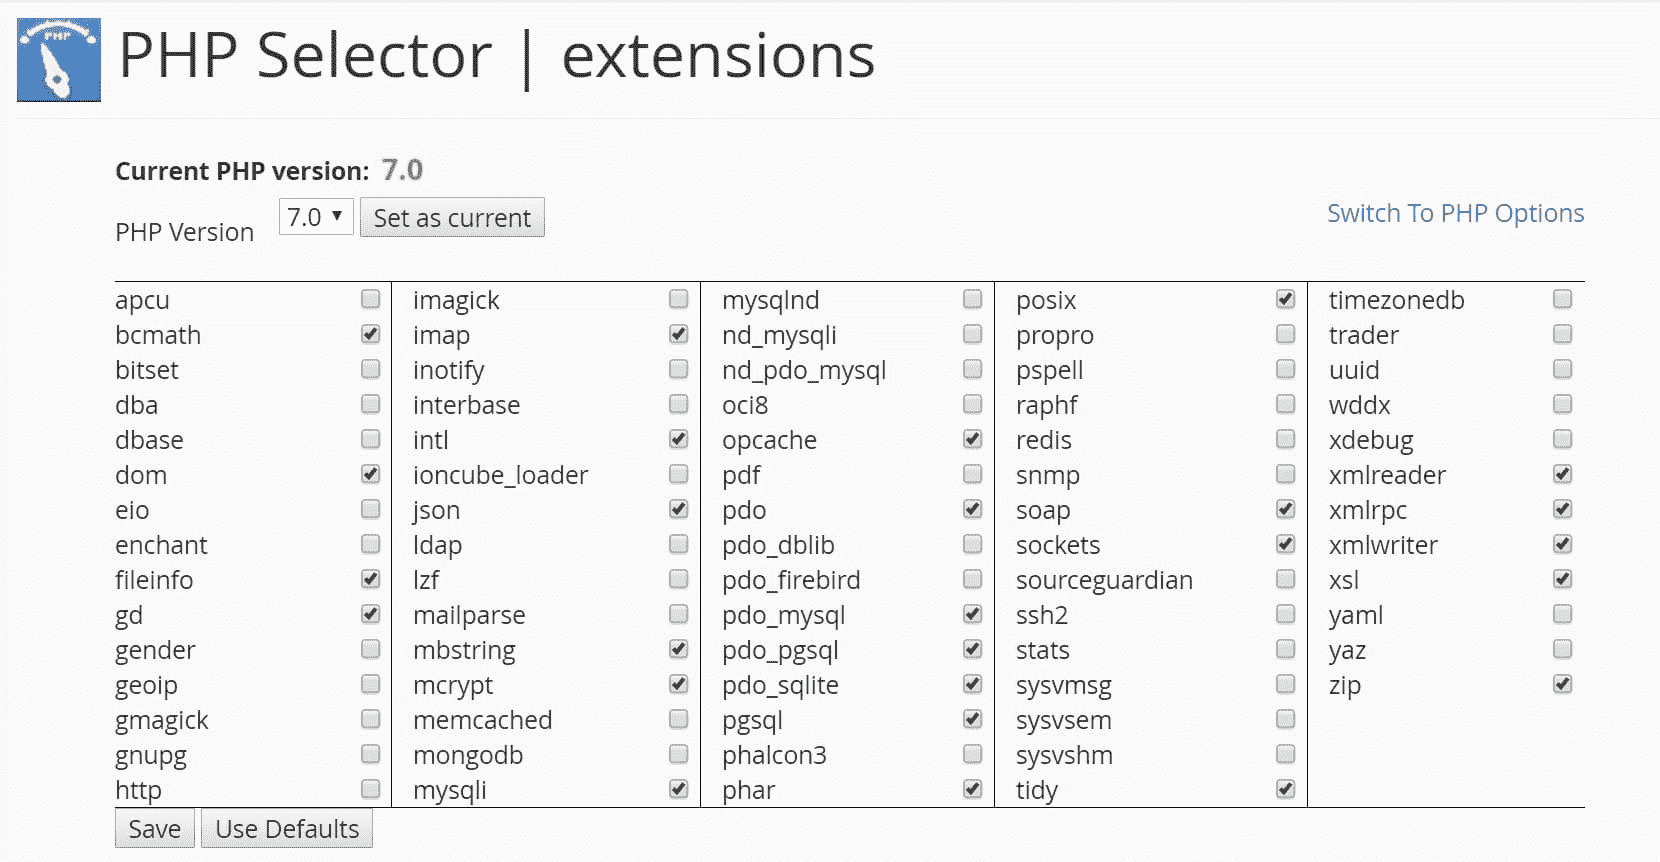 PHP
PHP Selector | extensions
Current PHP version: 7.0
PHP Version 7.0 Set as current Switch To PHP Options
apcu imagick mysqlnd posix timezonedb
bcmath imap nd_mysqli propro trader
bitset inotify nd_pdo_mysql pspell uuid
dba interbase oci8 raphf wddx
dbase intl opcache redis xdebug
dom ioncube_loader pdf snmp xmlreader
eio json pdo soap xmlrpc
enchant ldap pdo_dblib sockets xmlwriter
fileinfo lzf pdo_firebird sourceguardian xsl
gd mailparse pdo_mysql ssh2 yaml
gender mbstring pdo_pgsql stats yaz
geoip mcrypt pdo_sqlite sysvmsg zip
gmagick memcached pgsql sysvsem
gnupg mongodb phalcon3 sysvshm
http mysqli phar tidy
Save Use Defaults